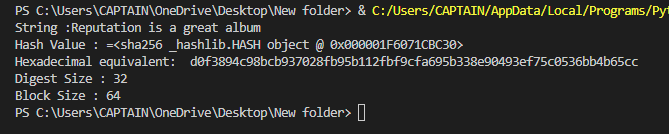 PS C:\Users\CAPTAIN\OneDrive\Desktop\New folder> & C:/Users/CAPTAIN/AppData/Local/Programs/Pyt
String :Reputation is a great album
Hash Value : =<sha256 _hashlib.HASH object @ 0x000001F6071CBC30>
Hexadecimal equivalent:  d0f3894c98bcb937028fb95b112fbf9cfa695b338e90493ef75c0536bb4b65cc
Digest Size : 32
Block Size : 64
PS C:\Users\CAPTAIN\OneDrive\Desktop\New folder>